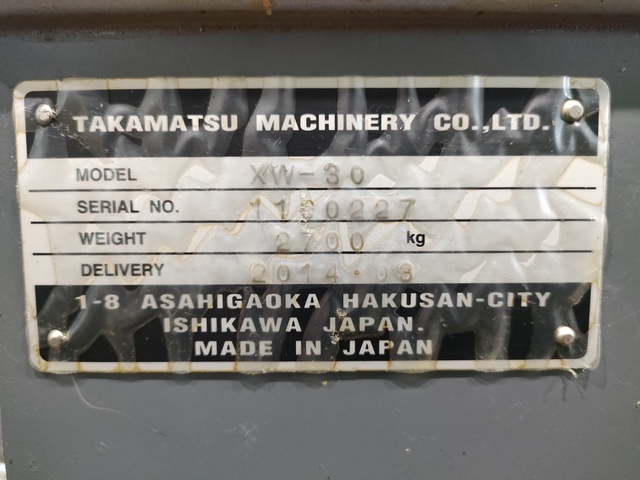 TAKAMATSU MACHINERY CO.,LTD.
MODEL XW-30
SERIAL NO.
WEIGHT 2700 kg
DELIVERY
1-8 ASAHIGAOKA HAKUSAN-CITY
ISHIKAWA JAPAN.
MADE IN JAPAN